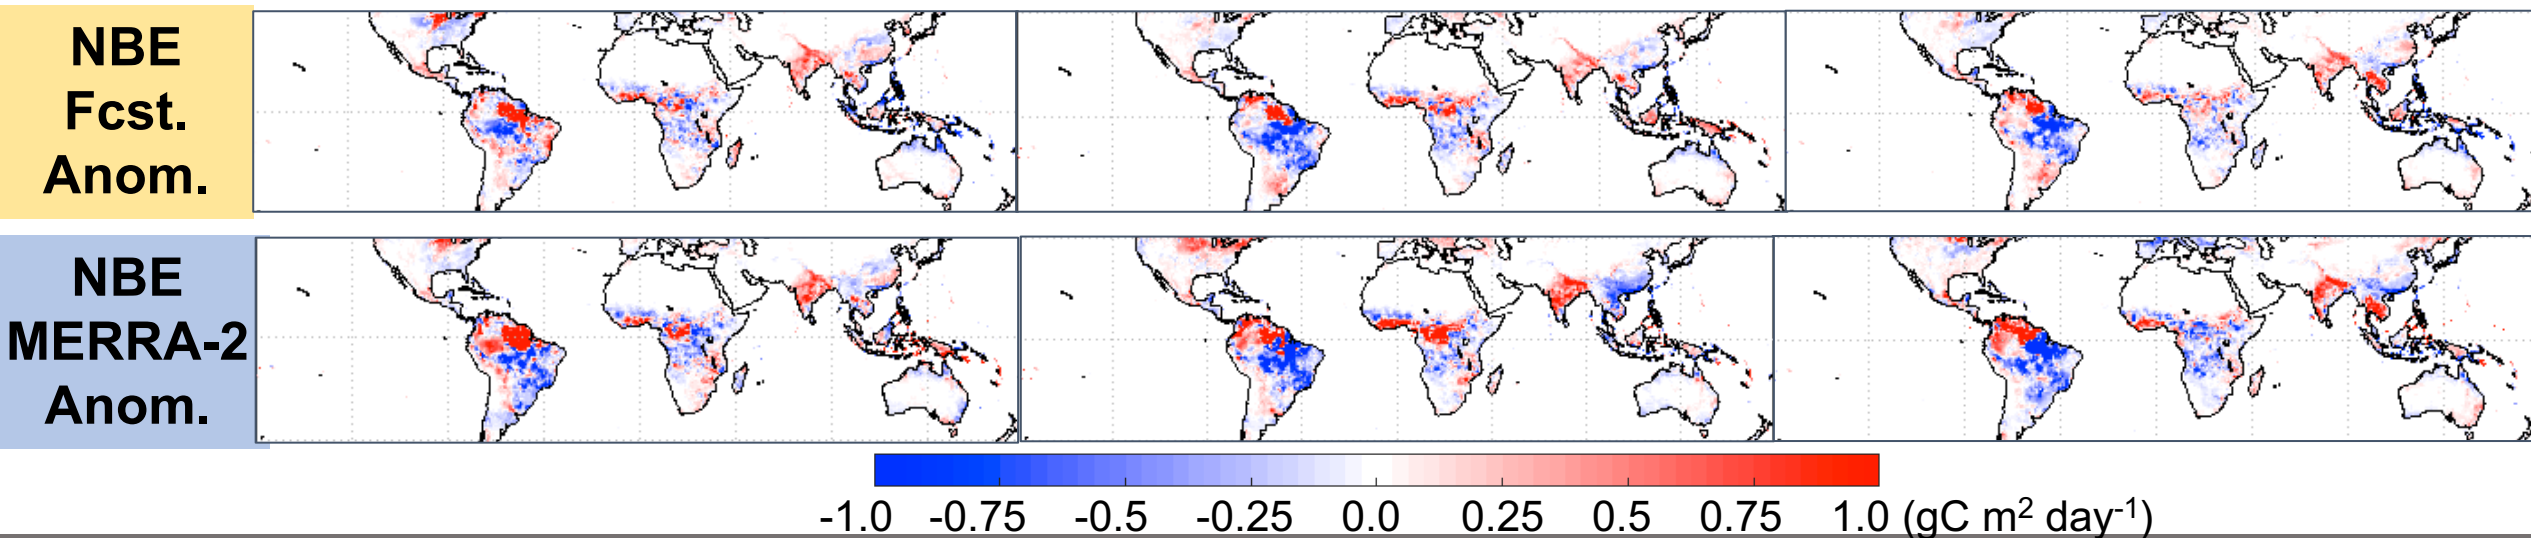 NBE
Fcst.
Anom.
NBE
MERRA-2
Anom.
-1.0 -0.75 -0.5 -0.25 0.0 0.25 0.5 0.75 1.0 (gC m² day⁻¹)